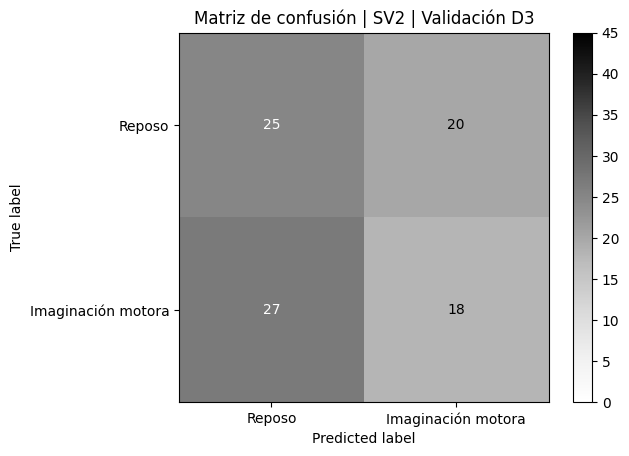 Matriz de confusión | SV2 | Validación D3
True label
Reposo
25
20
Imaginación motora
27
18
Reposo
Imaginación motora
Predicted label
45
40
35
30
25
20
15
10
5
0